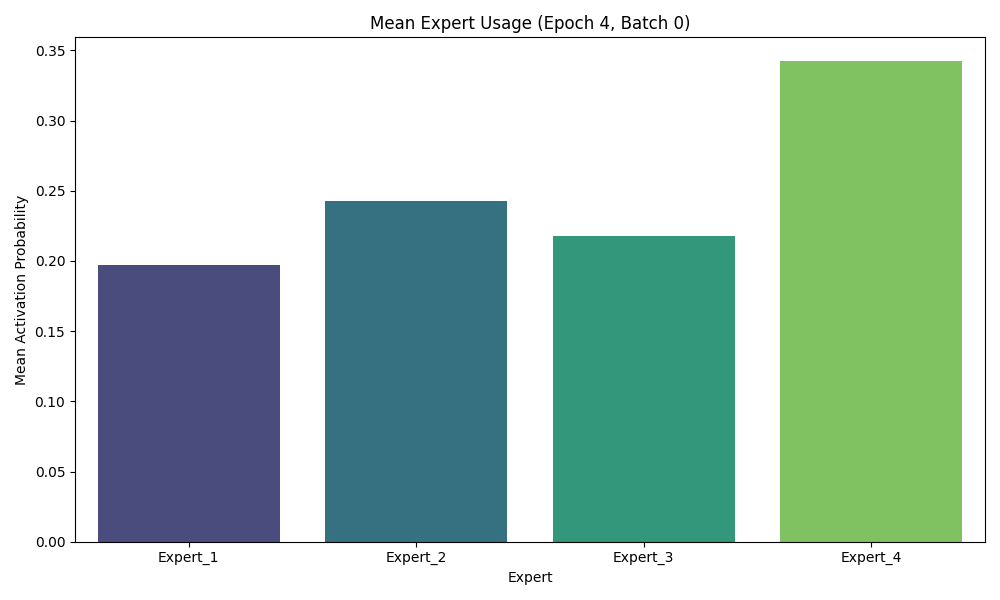 Mean Expert Usage (Epoch 4, Batch 0)
Mean Activation Probability
0.35
0.30
0.25
0.20
0.15
0.10
0.05
0.00
Expert_1 Expert_2 Expert_3 Expert_4
Expert